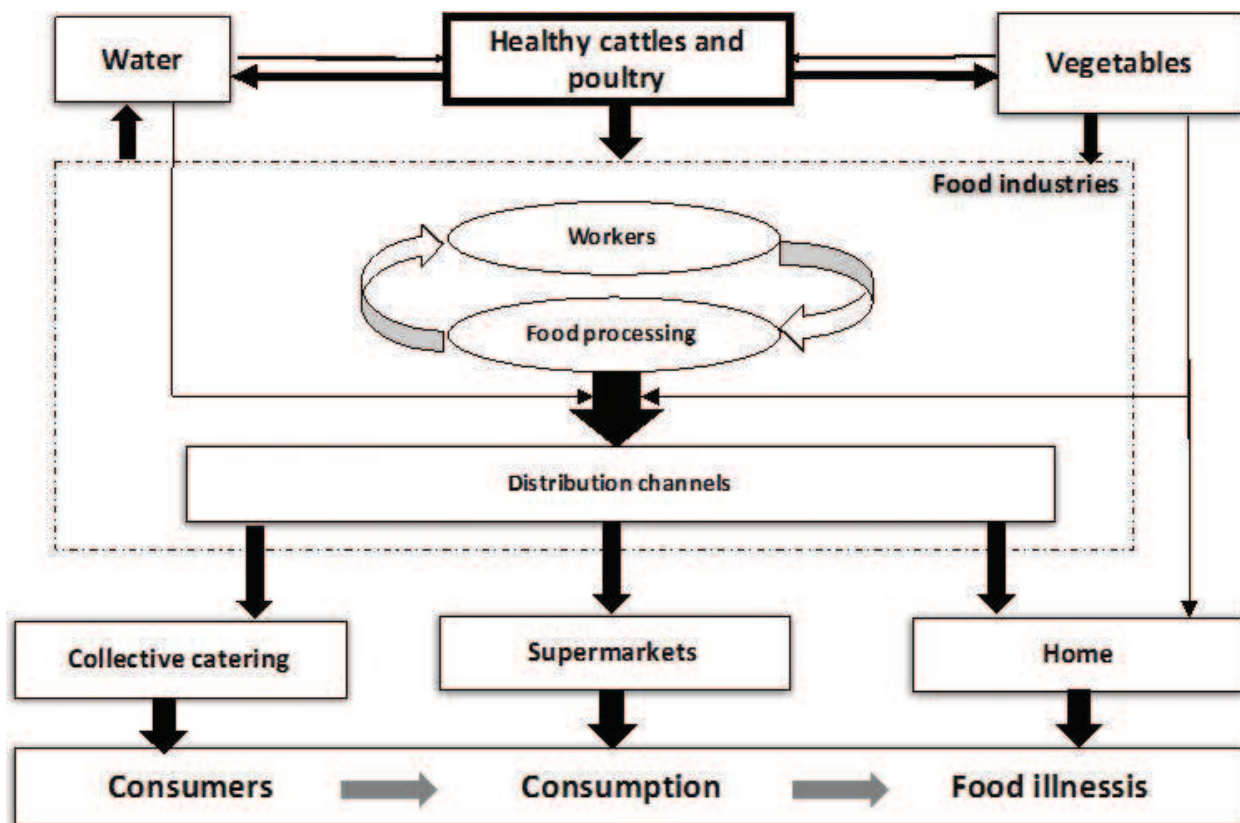 Water
Healthy cattles and
poultry
Vegetables
Food industries
Workers
Food processing
Distribution channels
Collective catering
Supermarkets
Home
Consumers
Consumption
Food illnessis